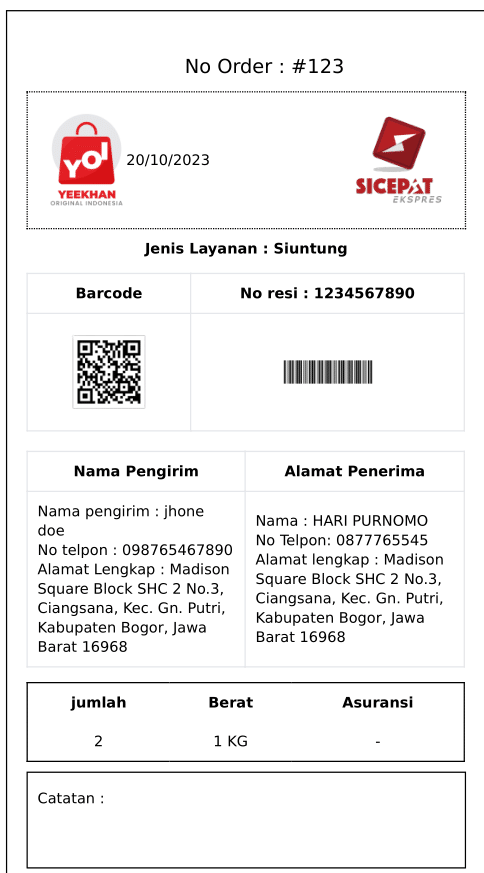 No Order : #123
YOI
20/10/2023
YEEKHAN
ORIGINAL INDONESIA
SICEPAT
EKSPRES
Jenis Layanan : Siuntung
Barcode
No resi : 1234567890
Nama Pengirim
Alamat Penerima
Nama pengirim : jhone
doe
No telpon : 098765467890
Alamat Lengkap : Madison
Square Block SHC 2 No.3,
Ciangsana, Kec. Gn. Putri,
Kabupaten Bogor, Jawa
Barat 16968
Nama : HARI PURNOMO
No Telpon: 0877765545
Alamat lengkap : Madison
Square Block SHC 2 No.3,
Ciangsana, Kec. Gn. Putri,
Kabupaten Bogor, Jawa
Barat 16968
jumlah Berat Asuransi
2 1 KG -
Catatan :